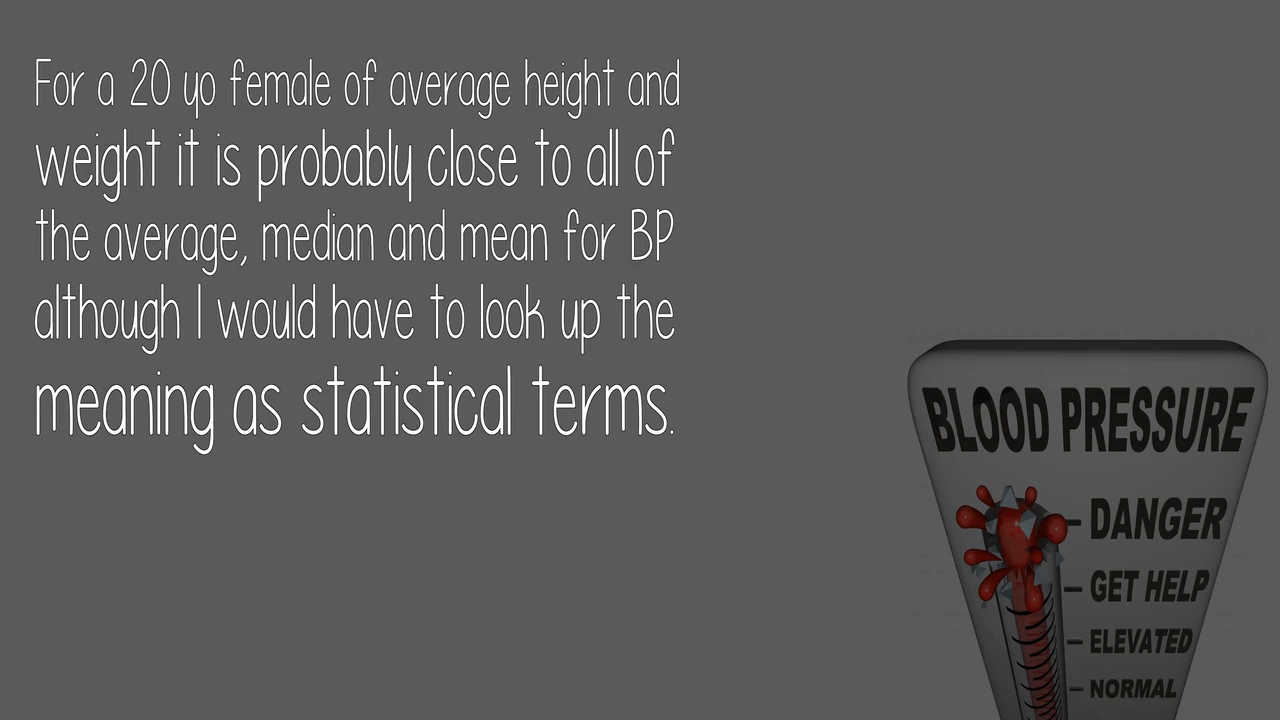 For a 20 yo female of average height and
weight it is probably close to all of
the average, median and mean for BP
although I would have to look up the
meaning as statistical terms.
BLOOD PRESSURE
DANGER
GET HELP
ELEVATED
NORMAL